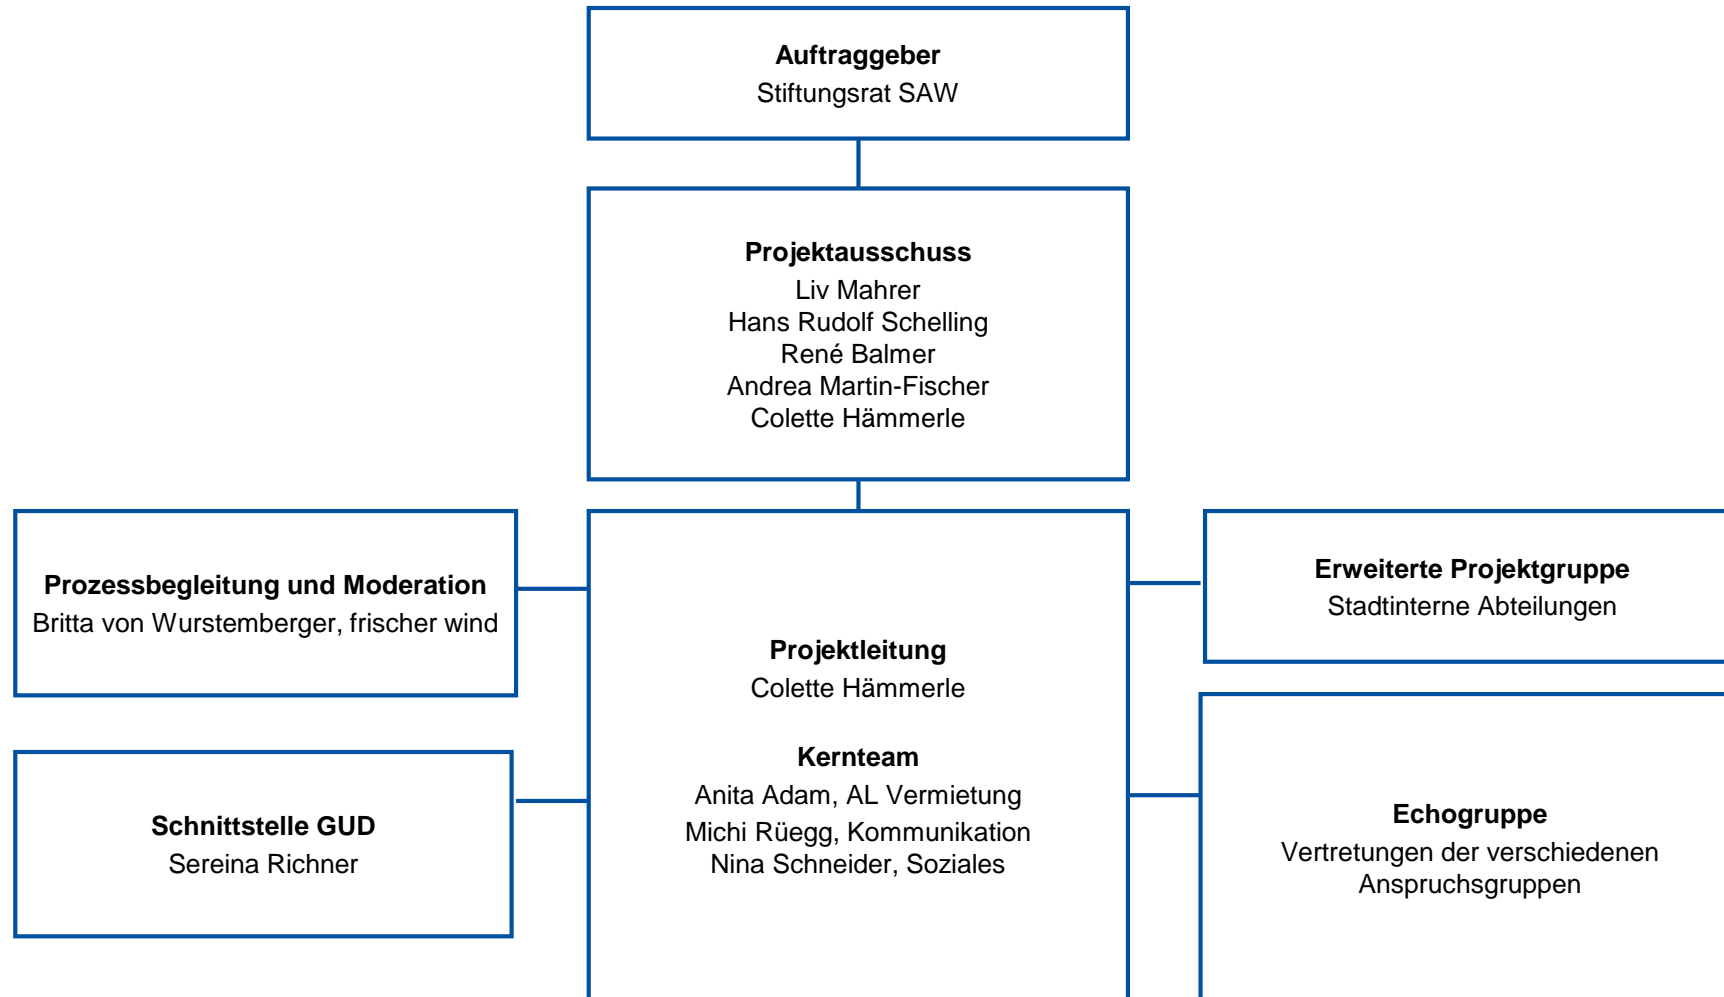 Auftraggeber
Stiftungsrat SAW
Projektausschuss
Liv Mahrer
Hans Rudolf Schelling
René Balmer
Andrea Martin-Fischer
Colette Hämmerle
Prozessbegleitung und Moderation
Britta von Wurstemberger, frischer wind
Schnittstelle GUD
Sereina Richner
Projektleitung
Colette Hämmerle
Kernteam
Anita Adam, AL Vermietung
Michi Rüegg, Kommunikation
Nina Schneider, Soziales
Erweiterte Projektgruppe
Stadtinterne Abteilungen
Echogruppe
Vertretungen der verschiedenen
Anspruchsgruppen